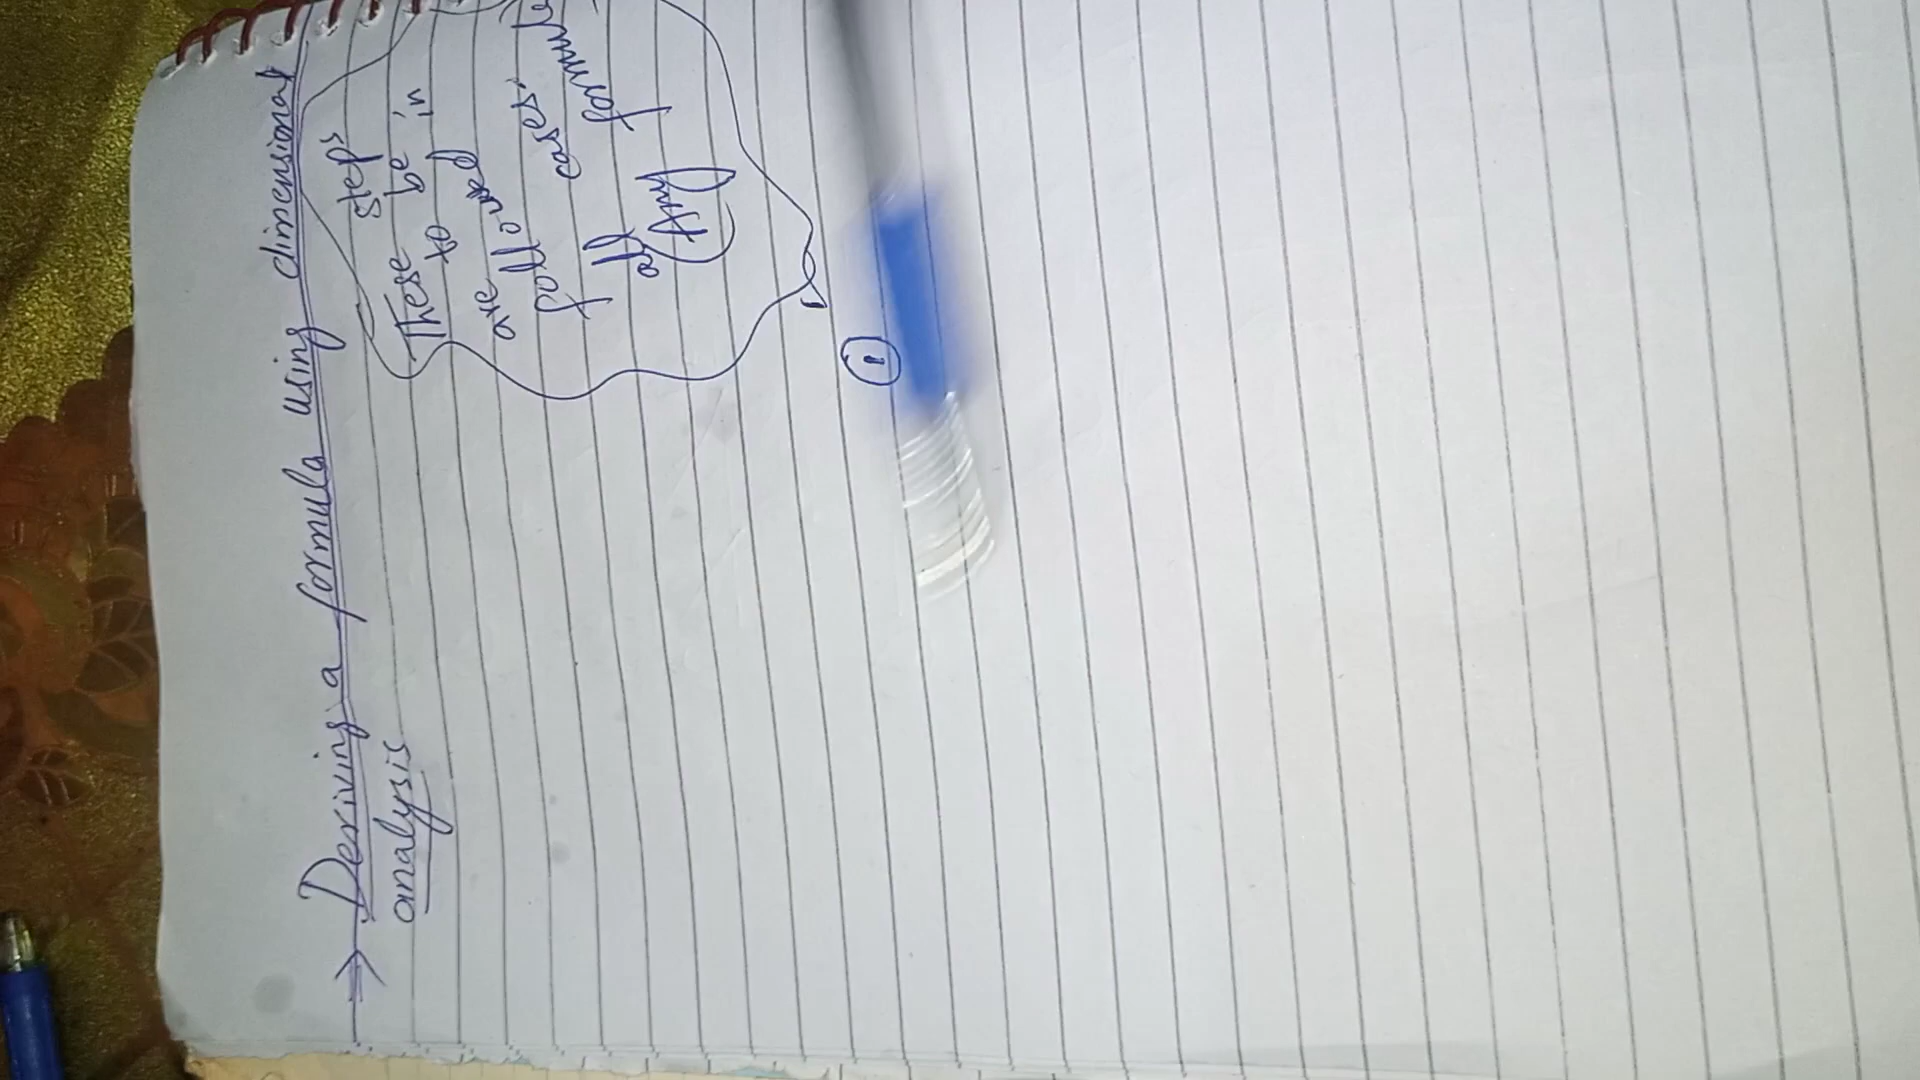 → Deriving a formula using dimensional
analysis
These steps
are to be
followed in
all cases.
(Any formula
①